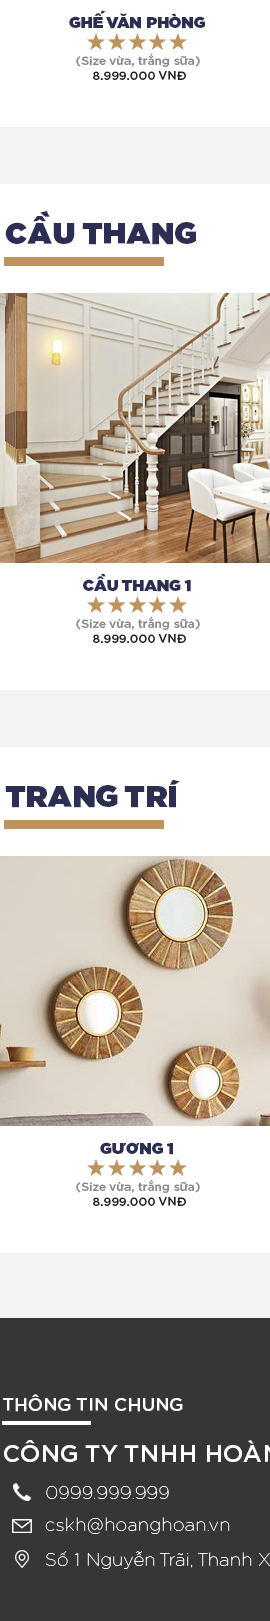 GHẾ VĂN PHÒNG
(Size vừa, trắng sữa)
8.999.000 VNĐ
CẦU THANG
CẦU THANG 1
(Size vừa, trắng sữa)
8.999.000 VNĐ
TRANG TRÍ
GƯƠNG 1
(Size vừa, trắng sữa)
8.999.000 VNĐ
THÔNG TIN CHUNG
CÔNG TY TNHH HOÀN
0999.999.999
cskh@hoanghoan.vn
Số 1 Nguyễn Trãi, Thanh X